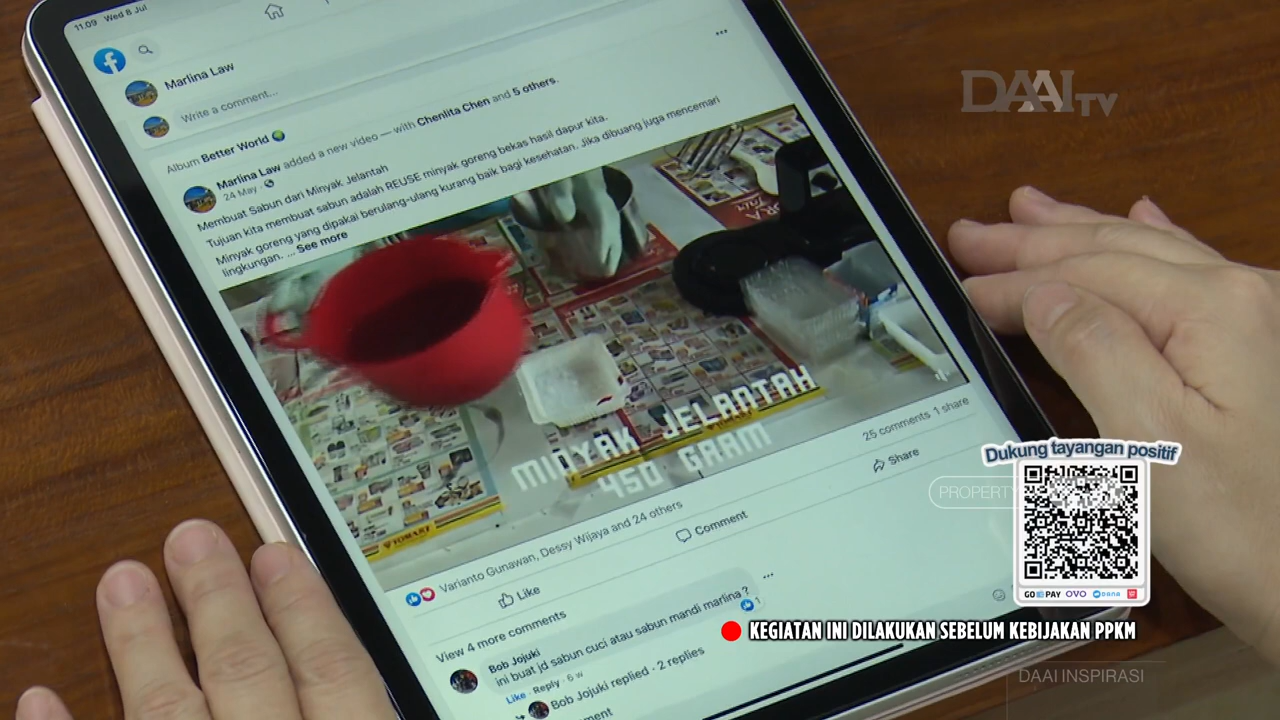 11.09 Wed 8 Jul
Marlina Law
Write a comment...
Album Better World
Marlina Law added a new video — with Chenlita Chen and 5 others.
24 May
Membuat Sabun dari Minyak Jelantah
Tujuan kita membuat sabun adalah REUSE minyak goreng bekas hasil dapur kita.
Minyak goreng yang dipakai berulang-ulang kurang baik bagi kesehatan. Jika dibuang juga mencemari
lingkungan. ... See more
MINYAK JELANTAH
450 GRAM
25 comments 1 share
Varianto Gunawan, Dessy Wijaya and 24 others
Like
Comment
Share
View 4 more comments
Bob Jojuki
ini buat jd sabun cuci atau sabun mandi marlina ?
1
Like · Reply · 6 w
Bob Jojuki replied · 2 replies
DAAI TV
Dukung tayangan positif
PROPERTY
GOPAY OVO DANA
KEGIATAN INI DILAKUKAN SEBELUM KEBIJAKAN PPKM
DAAI INSPIRASI